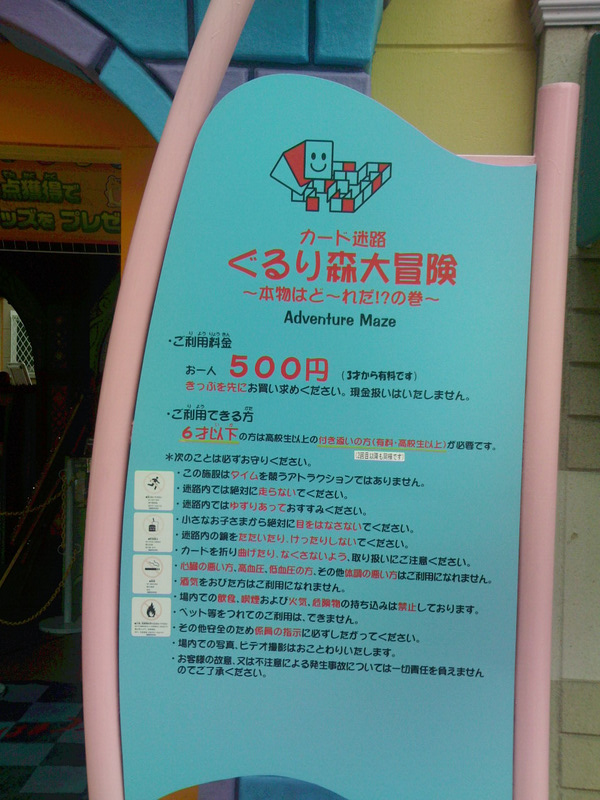 点獲得で
ッズを プレゼ
カード迷路
ぐるり森大冒険
～本物はど～れだ!?の巻～
Adventure Maze
・ご利用料金
お一人 500円 (3才から有料です)
きっぷを先にお買い求めください。現金扱いはいたしません。
・ご利用できる方
6才以下の方は高校生以上の付き添いの方(有料・高校生以上)が必要です。
2回目以降も同様です
＊次のことは必ずお守りください。
・この施設はタイムを競うアトラクションではありません。
・迷路内では絶対に走らないでください。
・迷路内ではゆずりあっておすすみください。
・小さなお子さまから絶対に目をはなさないでください。
・迷路内の鏡をたたいたり、けったりしないでください。
・カードを折り曲げたり、なくさないよう、取り扱いにご注意ください。
・心臓の悪い方、高血圧、低血圧の方、その他体調の悪い方はご利用になれません。
・酒気をおびた方はご利用になれません。
・場内での飲食、喫煙および火気、危険物の持ち込みは禁止しております。
・ペット等をつれてのご利用は、できません。
・その他安全のため係員の指示に必ずしたがってください。
・場内での写真、ビデオ撮影はおことわりいたします。
・お客様の故意、又は不注意による発生事故については一切責任を負えません
のでご了承ください。